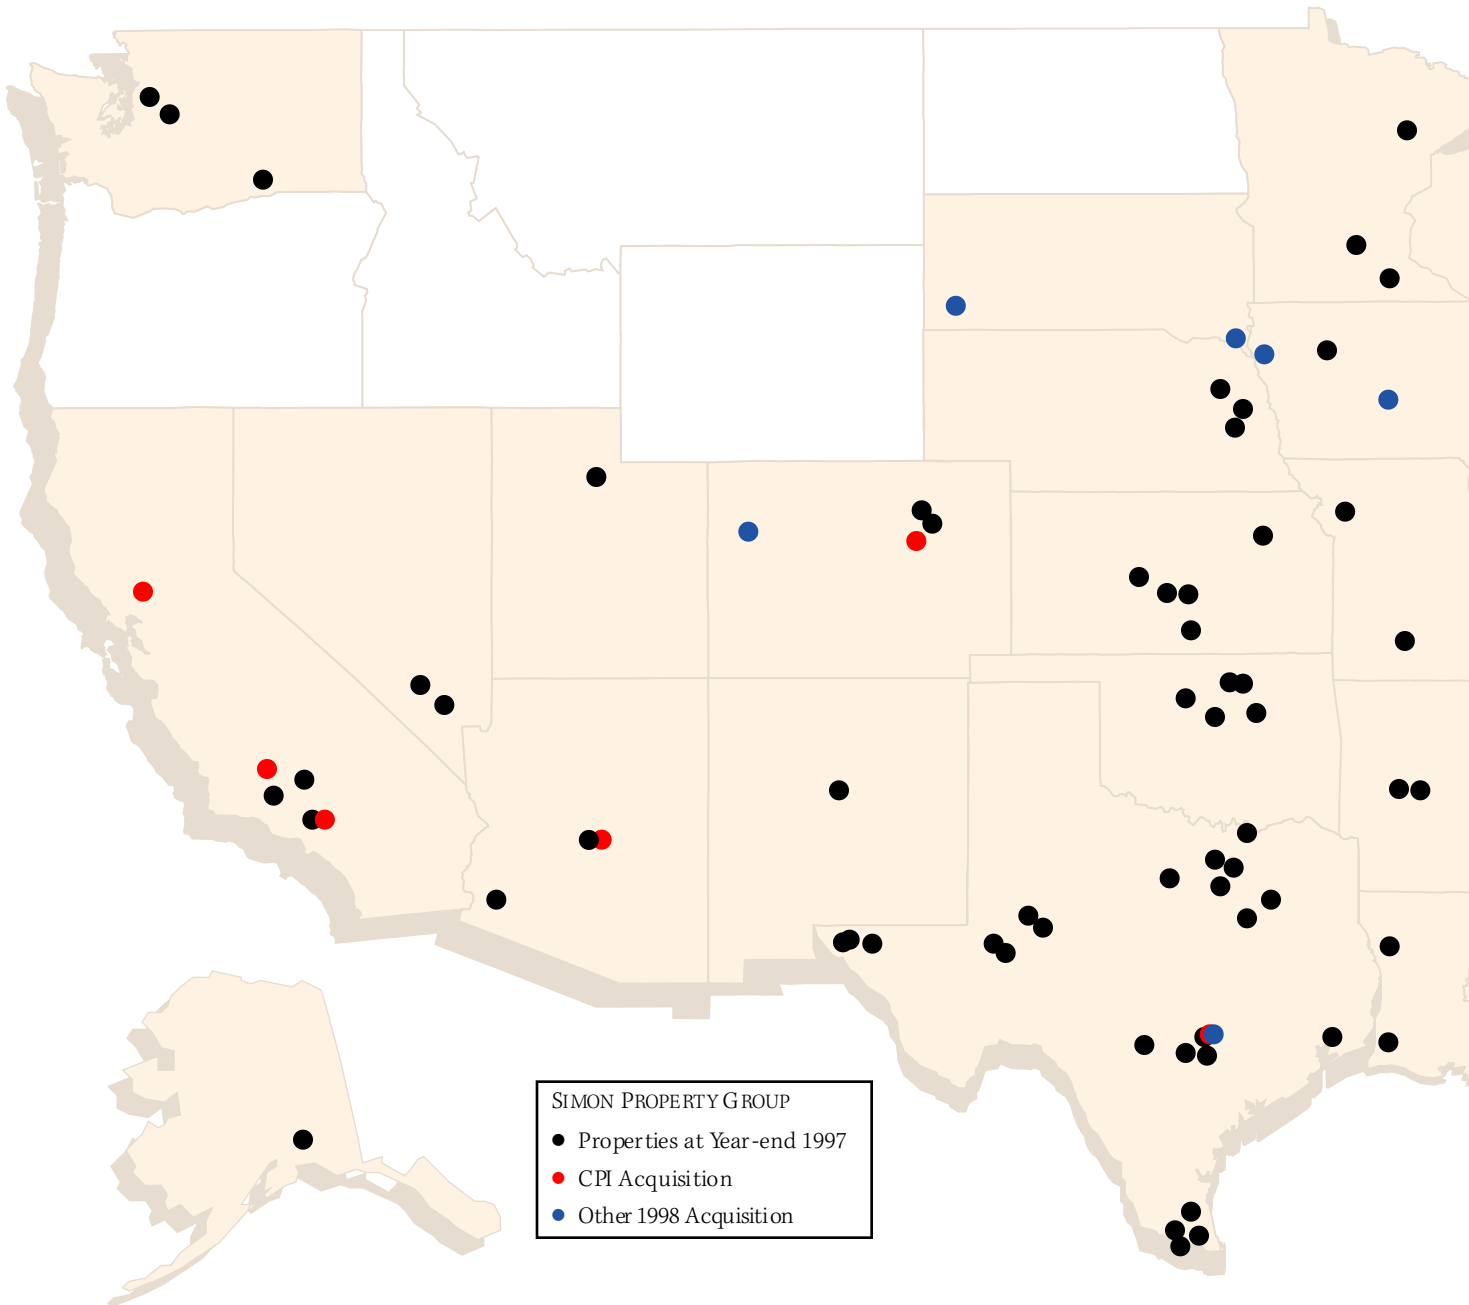 SIMON PROPERTY GROUP
Properties at Year-end 1997
CPI Acquisition
Other 1998 Acquisition